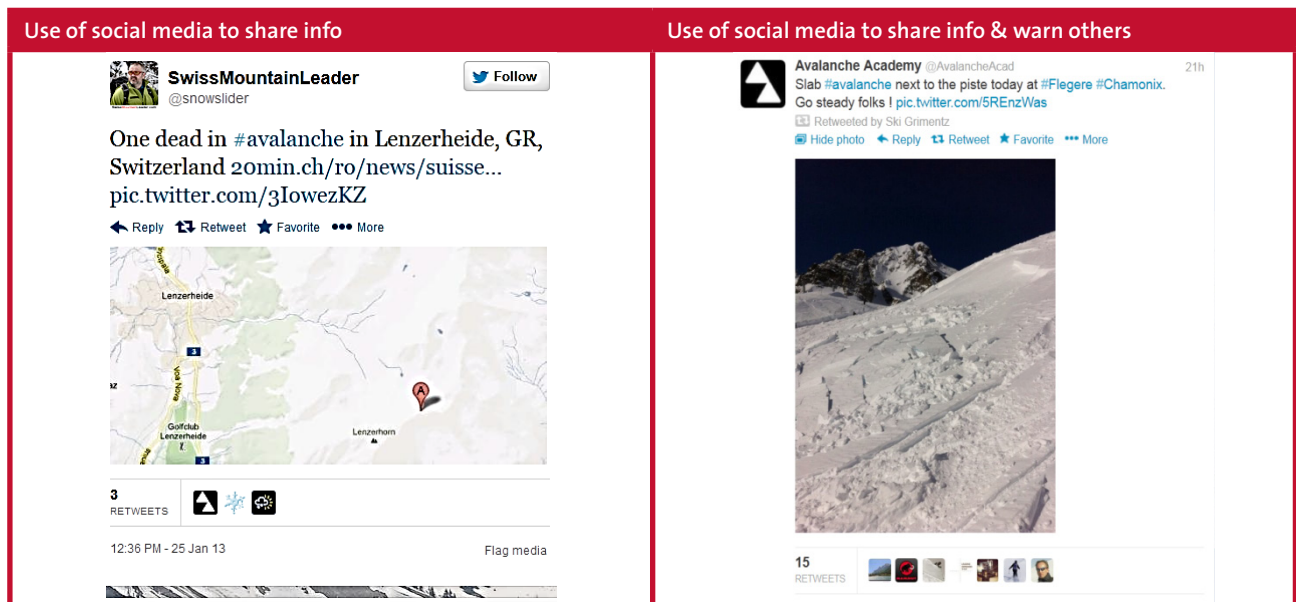 Use of social media to share info
SwissMountainLeader
@snowslider
Follow
One dead in #avalanche in Lenzerheide, GR,
Switzerland 20min.ch/ro/news/suisse...
pic.twitter.com/3IowezKZ
Reply Retweet Favorite More
Lenzerheide
3
Voa Nova
Golfclub
Lenzerheide
3
Lenzerhorn
A
3
RETWEETS
12:36 PM - 25 Jan 13
Flag media
Use of social media to share info & warn others
Avalanche Academy @AvalancheAcad 21h
Slab #avalanche next to the piste today at #Flegere #Chamonix.
Go steady folks ! pic.twitter.com/5REnzWas
Retweeted by Ski Grimentz
Hide photo Reply Retweet Favorite More
15
RETWEETS